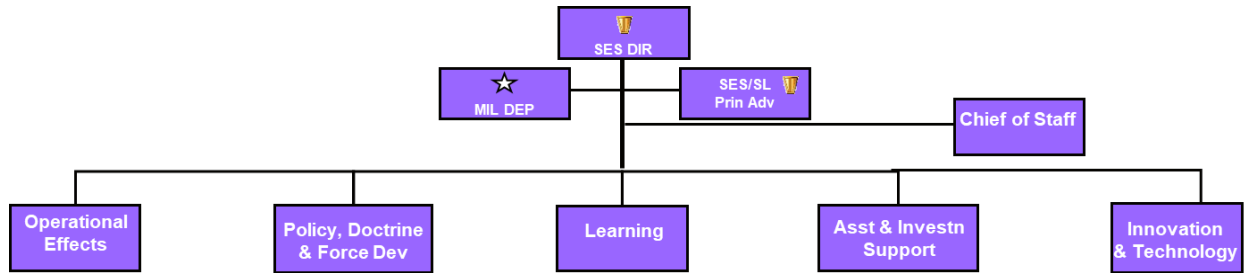 SES DIR
MIL DEP
SES/SL
Prin Adv
Chief of Staff
Operational
Effects
Policy, Doctrine
& Force Dev
Learning
Asst & Investn
Support
Innovation
& Technology